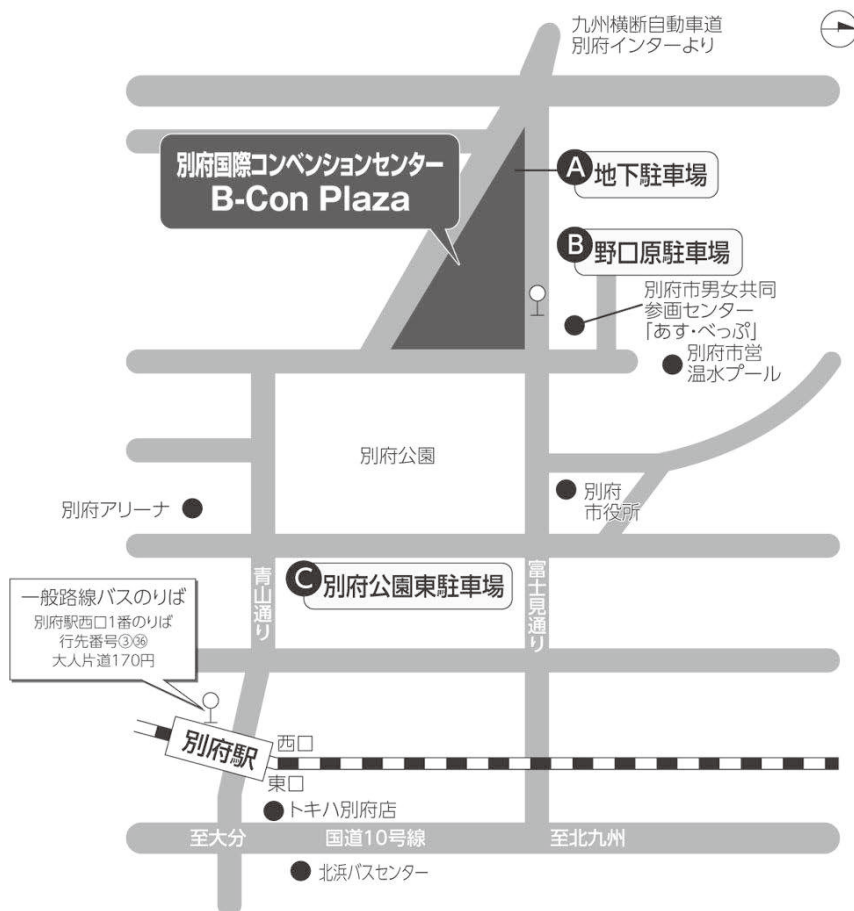 九州横断自動車道
別府インターより
別府国際コンベンションセンター
B-Con Plaza
A 地下駐車場
B 野口原駐車場
別府市男女共同
参画センター
「あす・べっぷ」
別府市営
温水プール
別府公園
別府アリーナ
別府
市役所
C 別府公園東駐車場
青山通り
富士見通り
一般路線バスのりば
別府駅西口1番のりば
行先番号③㊱
大人片道170円
別府駅
西口
東口
トキハ別府店
至大分
国道10号線
至北九州
北浜バスセンター